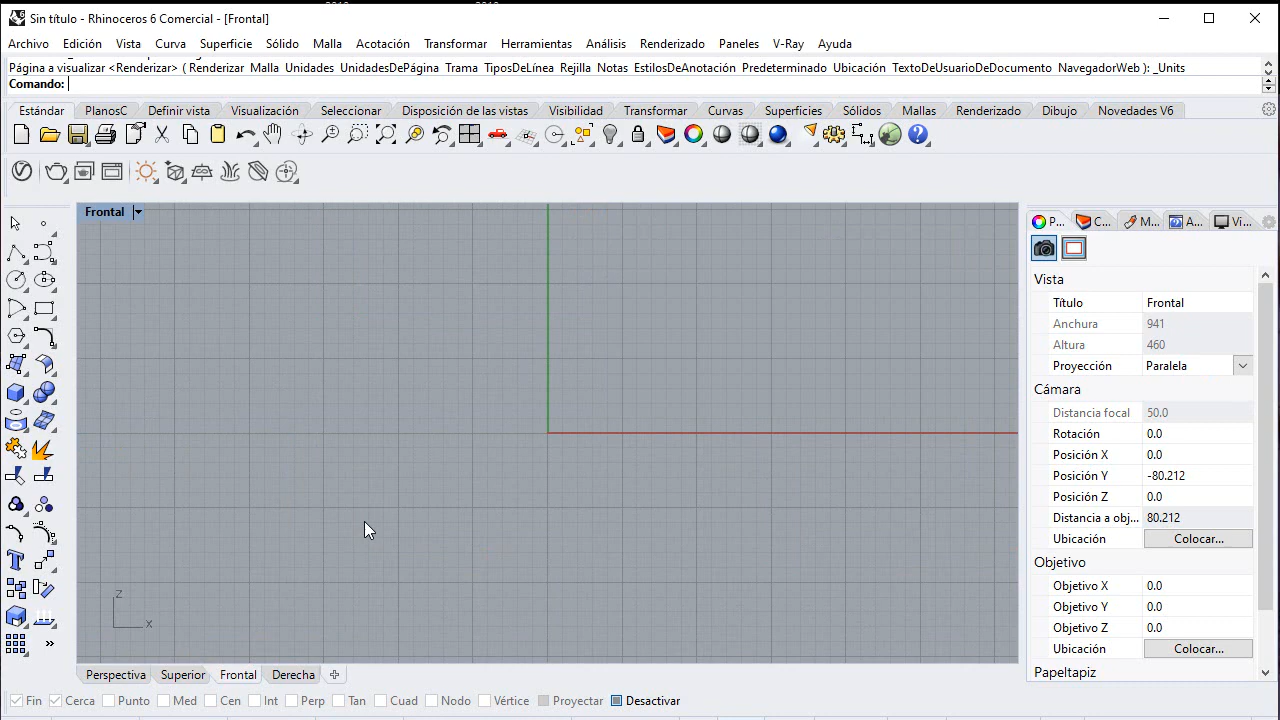 Sin título - Rhinoceros 6 Comercial - [Frontal]
Archivo Edición Vista Curva Superficie Sólido Malla Acotación Transformar Herramientas Análisis Renderizado Paneles V-Ray Ayuda
Página a visualizar <Renderizar> ( Renderizar Malla Unidades UnidadesDePágina Trama TiposDeLínea Rejilla Notas EstilosDeAnotación Predeterminado Ubicación TextoDeUsuarioDeDocumento NavegadorWeb ): _Units
Comando:
Estándar PlanosC Definir vista Visualización Seleccionar Disposición de las vistas Visibilidad Transformar Curvas Superficies Sólidos Mallas Renderizado Dibujo Novedades V6
Frontal
P... C... M... A... Vi...
Vista
Título Frontal
Anchura 941
Altura 460
Proyección Paralela
Cámara
Distancia focal 50.0
Rotación 0.0
Posición X 0.0
Posición Y -80.212
Posición Z 0.0
Distancia a obj... 80.212
Ubicación Colocar...
Objetivo
Objetivo X 0.0
Objetivo Y 0.0
Objetivo Z 0.0
Ubicación Colocar...
Papeltapiz
z
x
Perspectiva Superior Frontal Derecha
Fin Cerca Punto Med Cen Int Perp Tan Cuad Nodo Vértice Proyectar Desactivar